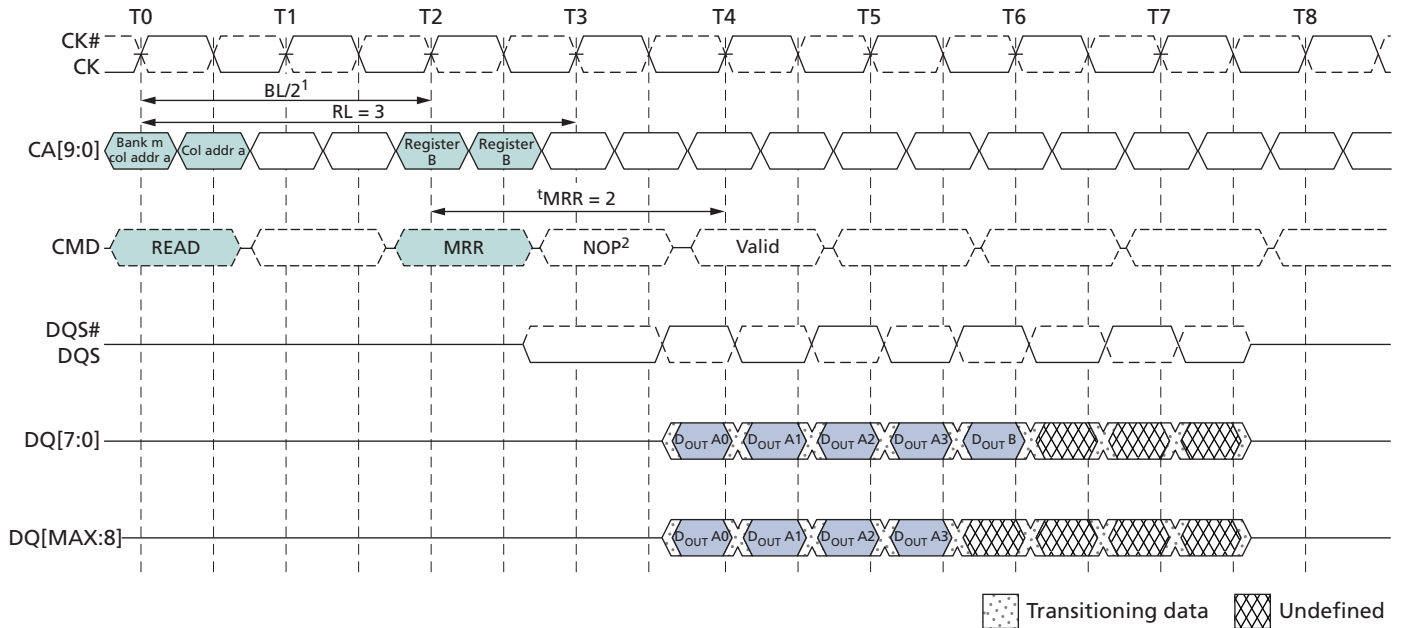 T0 T1 T2 T3 T4 T5 T6 T7 T8
CK#
CK
BL/2¹
RL = 3
CA[9:0] Bank m col addr a Col addr a Register B Register B
ᵗMRR = 2
CMD READ MRR NOP² Valid
DQS#
DQS
DQ[7:0] DOUT A0 DOUT A1 DOUT A2 DOUT A3 DOUT B
DQ[MAX:8] DOUT A0 DOUT A1 DOUT A2 DOUT A3
Transitioning data Undefined